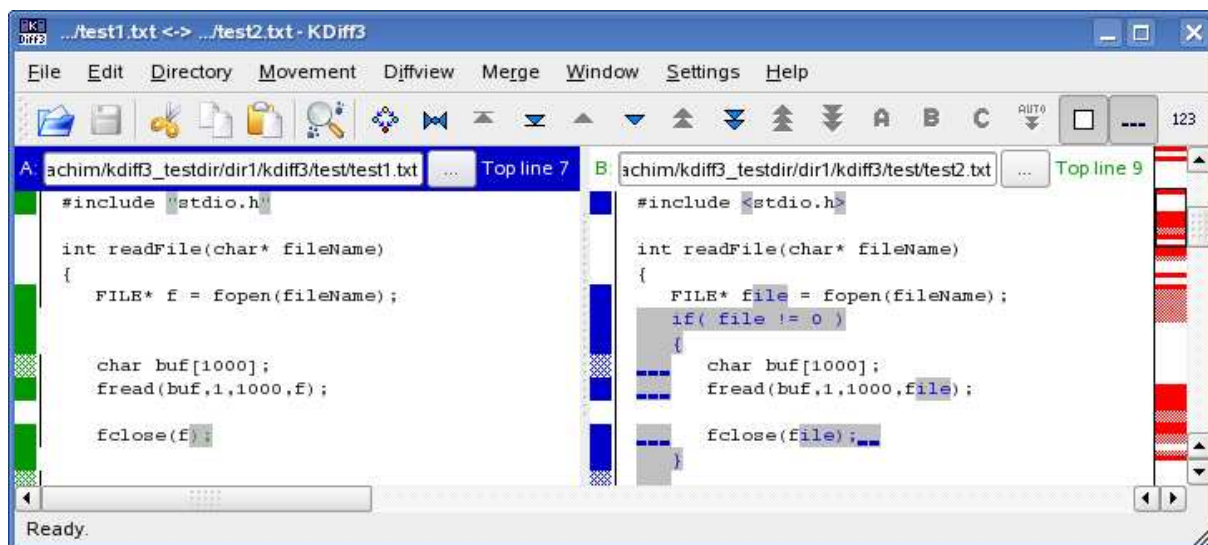 .../test1.txt <-> .../test2.txt - KDiff3
File Edit Directory Movement Diffview Merge Window Settings Help
A B C AUTO 123
A: achim/kdiff3_testdir/dir1/kdiff3/test/test1.txt ... Top line 7
#include "stdio.h"
int readFile(char* fileName)
{
FILE* f = fopen(fileName);
char buf[1000];
fread(buf,1,1000,f);
fclose(f);
B: achim/kdiff3_testdir/dir1/kdiff3/test/test2.txt ... Top line 9
#include <stdio.h>
int readFile(char* fileName)
{
FILE* file = fopen(fileName);
if( file != 0 )
{
char buf[1000];
fread(buf,1,1000,file);
fclose(file);
}
Ready.